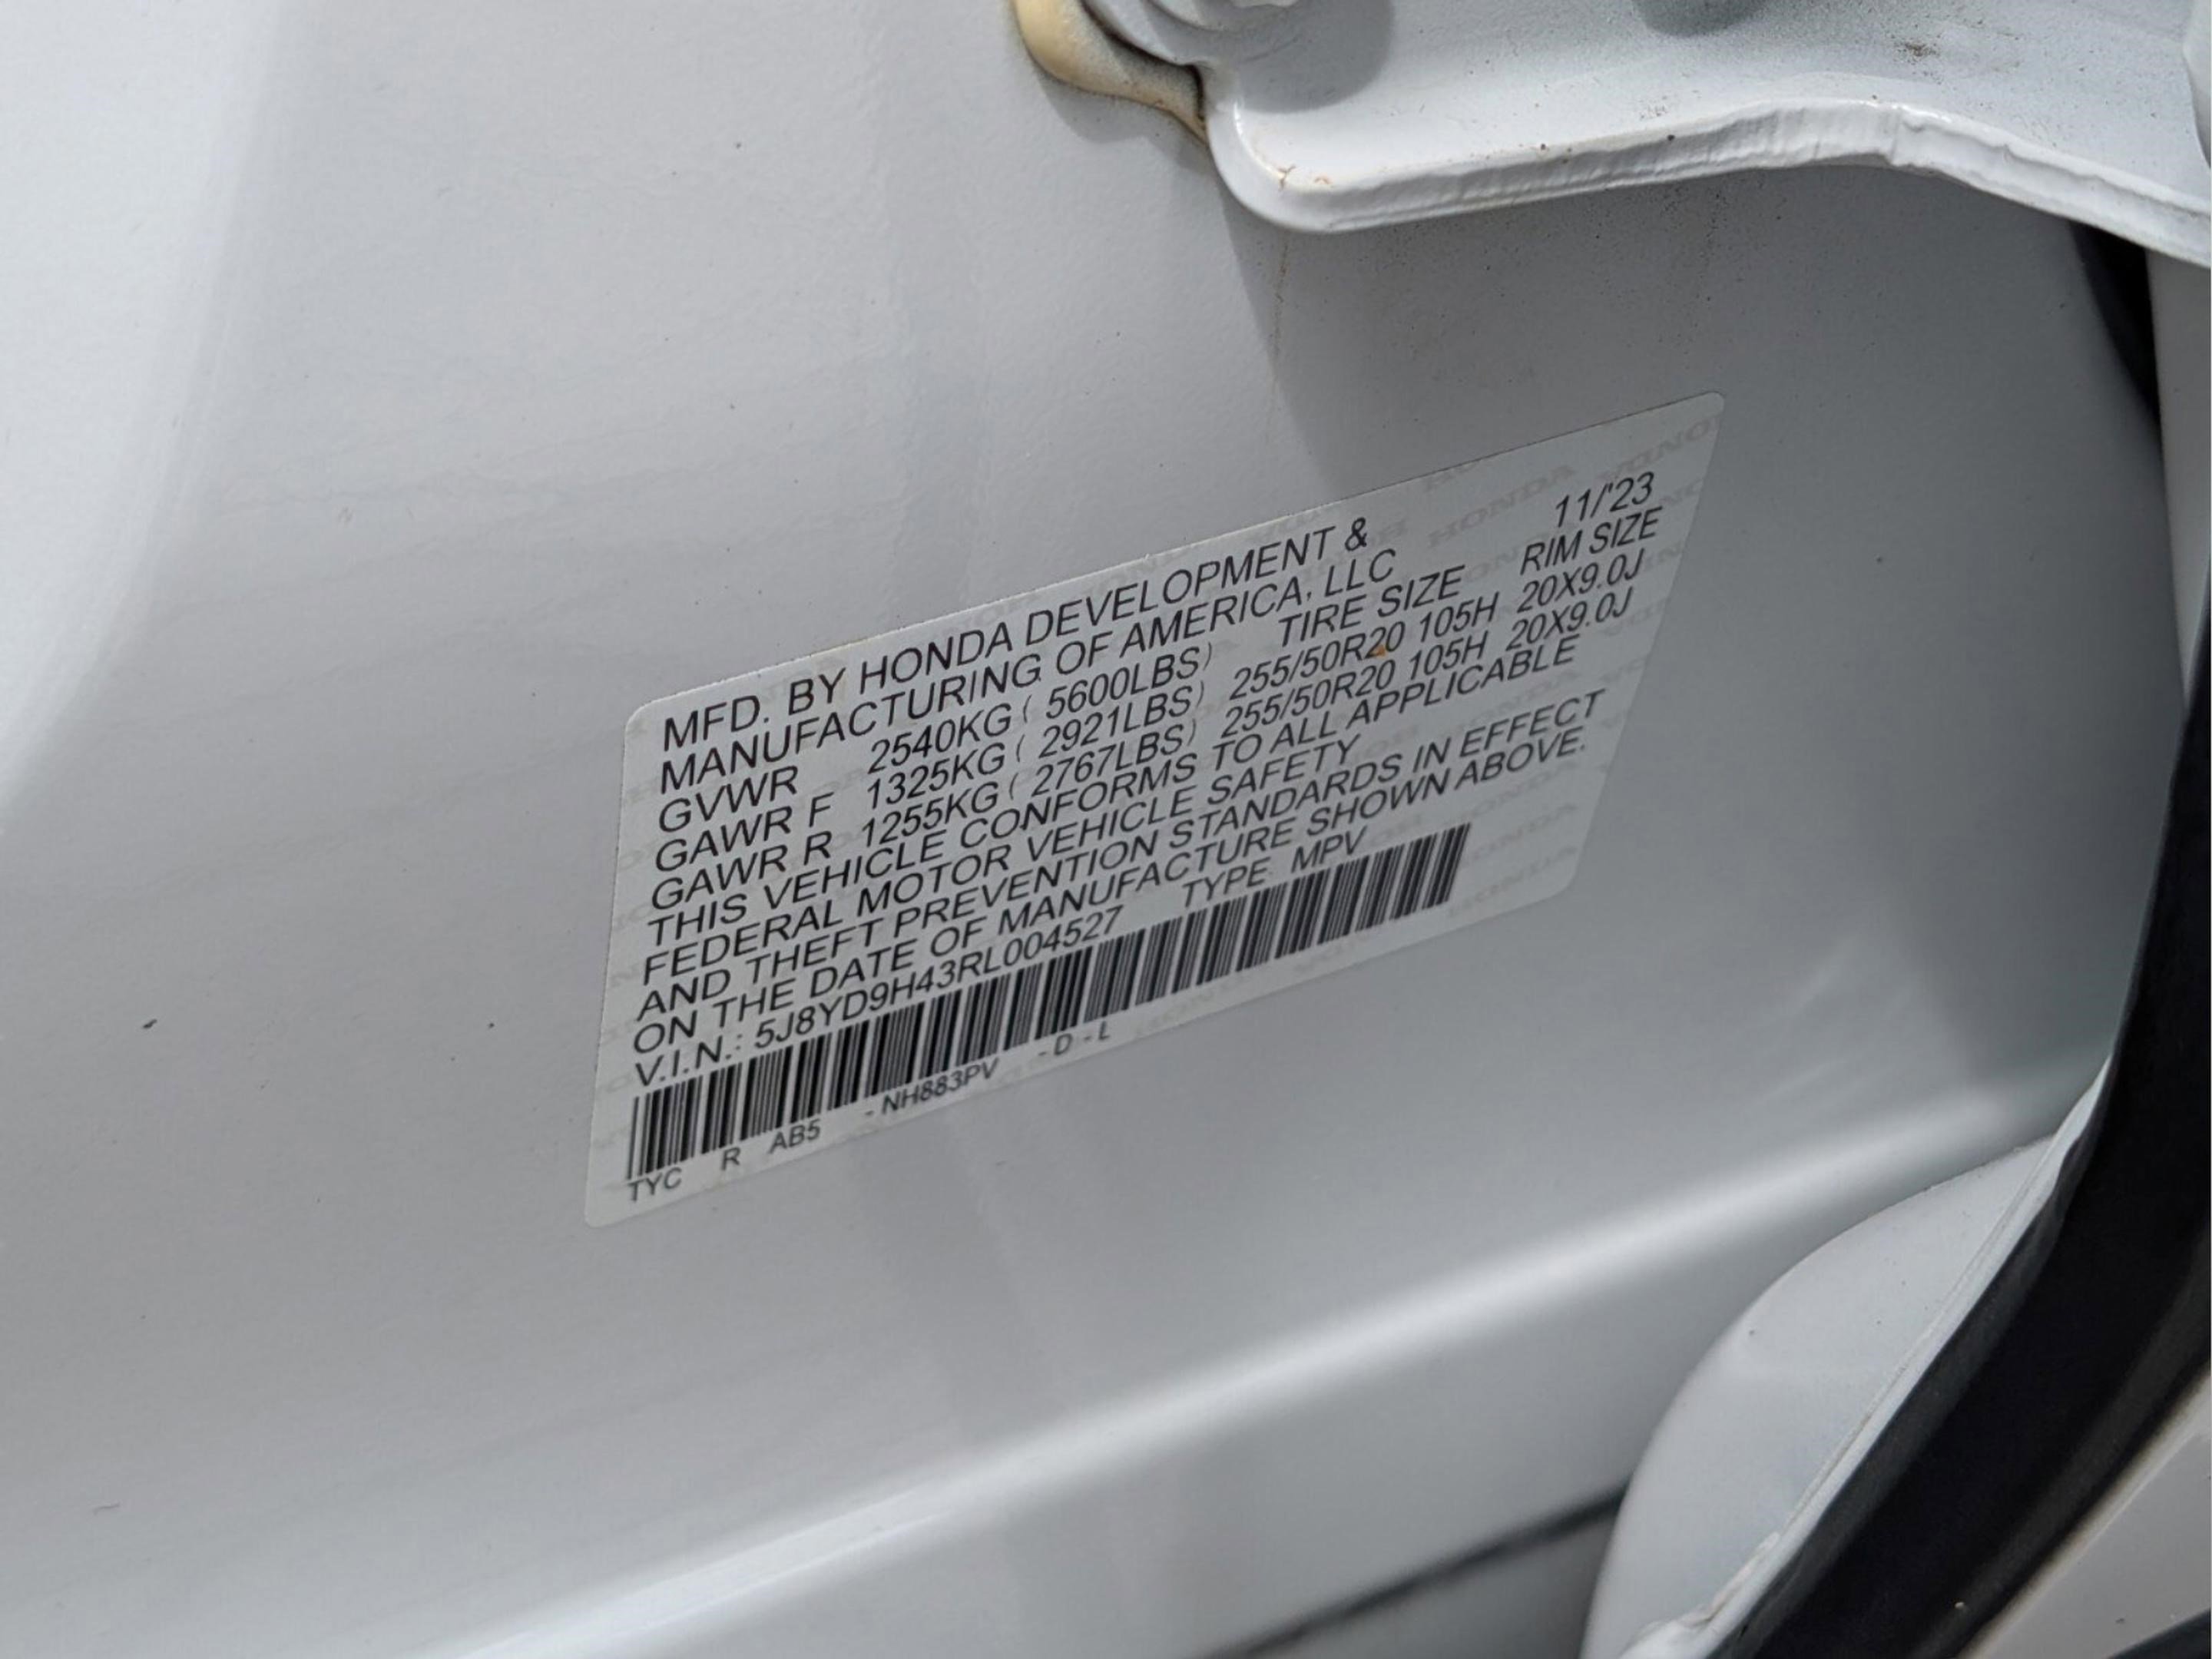 MFD. BY HONDA DEVELOPMENT &
MANUFACTURING OF AMERICA, LLC 11/'23
GVWR 2540KG ( 5600LBS) TIRE SIZE RIM SIZE
GAWR F 1325KG ( 2921LBS) 255/50R20 105H 20X9.0J
GAWR R 1255KG ( 2767LBS) 255/50R20 105H 20X9.0J
THIS VEHICLE CONFORMS TO ALL APPLICABLE
FEDERAL MOTOR VEHICLE SAFETY
AND THEFT PREVENTION STANDARDS IN EFFECT
ON THE DATE OF MANUFACTURE SHOWN ABOVE.
V.I.N.: 5J8YD9H43RL004527 TYPE: MPV
TYC R AB5 - NH883PV - D - L